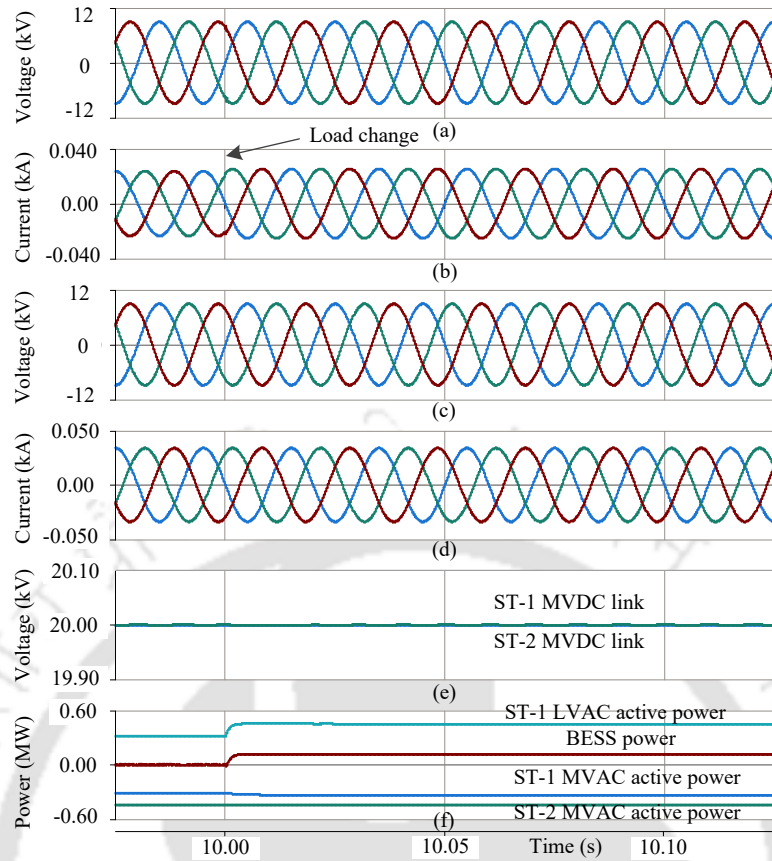 12
Voltage (kV)
0
-12
(a)
Load change
0.040
Current (kA)
0.00
-0.040
(b)
12
Voltage (kV)
0
-12
(c)
0.050
Current (kA)
0.00
-0.050
(d)
20.10
Voltage (kV)
20.00
19.90
ST-1 MVDC link
ST-2 MVDC link
(e)
0.60
Power (MW)
0.00
-0.60
ST-1 LVAC active power
BESS power
ST-1 MVAC active power
ST-2 MVAC active power
(f)
10.00 10.05 Time (s) 10.10